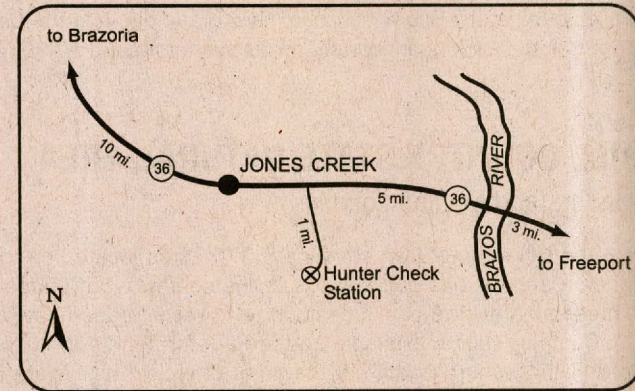 to Brazoria
10 mi.
36
JONES CREEK
5 mi.
36
BRAZOS RIVER
3 mi.
to Freeport
1 mi.
Hunter Check
Station
N